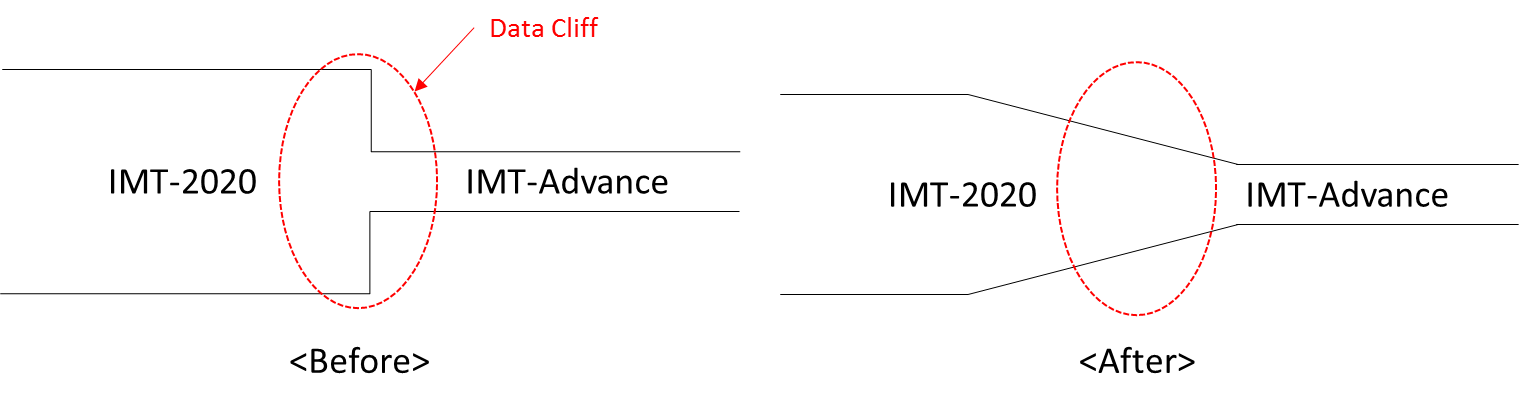 Data Cliff
IMT-2020
IMT-Advance
<Before>
IMT-2020
IMT-Advance
<After>